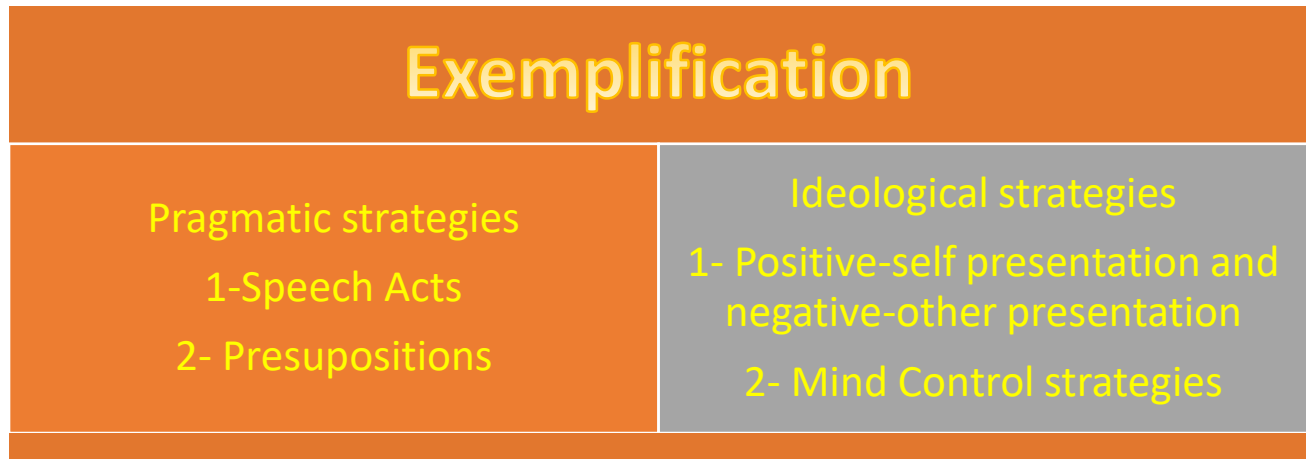 Exemplification
Pragmatic strategies
1-Speech Acts
2- Presupositions
Ideological strategies
1- Positive-self presentation and
negative-other presentation
2- Mind Control strategies